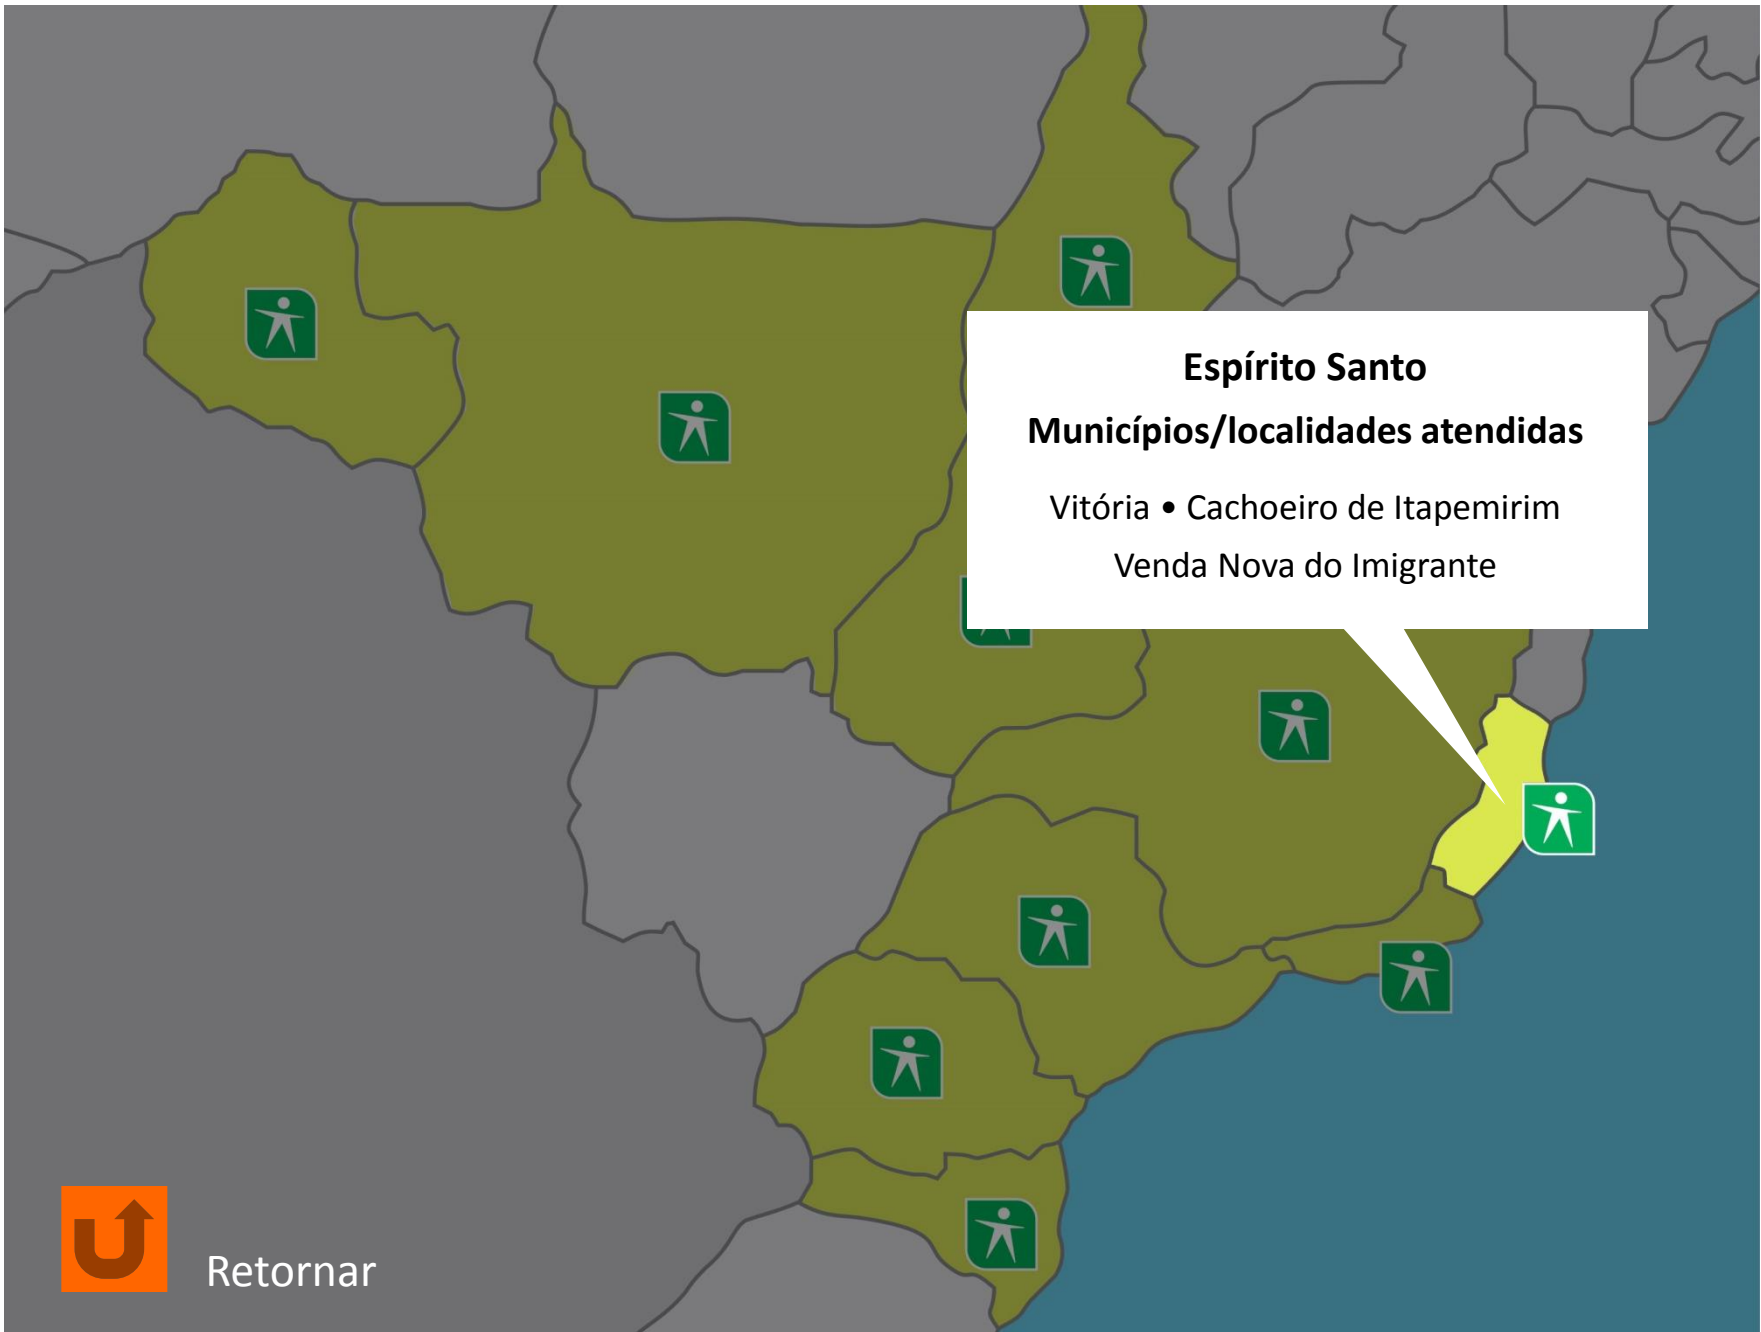 Espírito Santo
Municípios/localidades atendidas
Vitória • Cachoeiro de Itapemirim
Venda Nova do Imigrante
Retornar